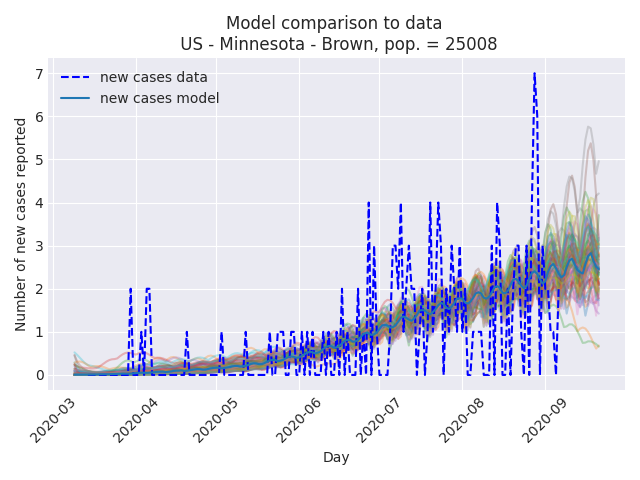 Model comparison to data
US - Minnesota - Brown, pop. = 25008
new cases data
new cases model
Number of new cases reported
7
6
5
4
3
2
1
0
2020-03
2020-04
2020-05
2020-06
2020-07
2020-08
2020-09
Day